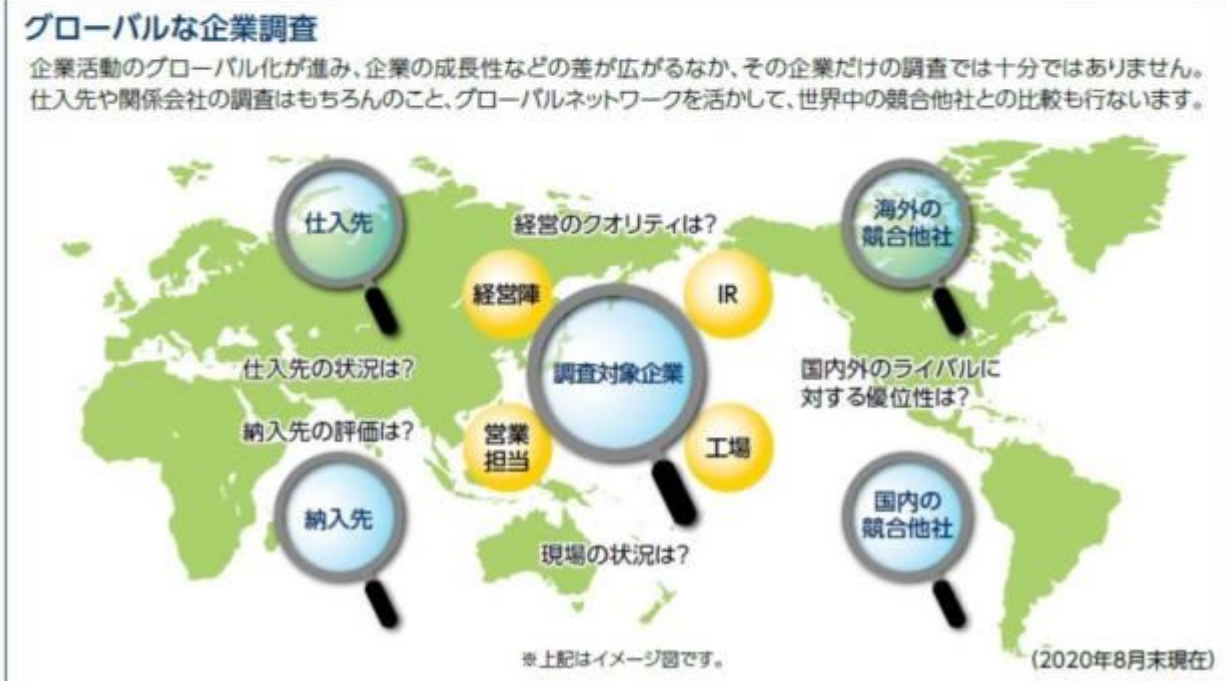 グローバルな企業調査
企業活動のグローバル化が進み、企業の成長性などの差が広がるなか、その企業だけの調査では十分ではありません。
仕入先や関係会社の調査はもちろんのこと、グローバルネットワークを活かして、世界中の競合他社との比較も行ないます。
仕入先
経営のクオリティは?
海外の
競合他社
経営陣
IR
仕入先の状況は?
調査対象企業
国内外のライバルに
対する優位性は?
納入先の評価は?
営業
担当
工場
納入先
国内の
競合他社
現場の状況は?
※上記はイメージ図です。
(2020年8月末現在)